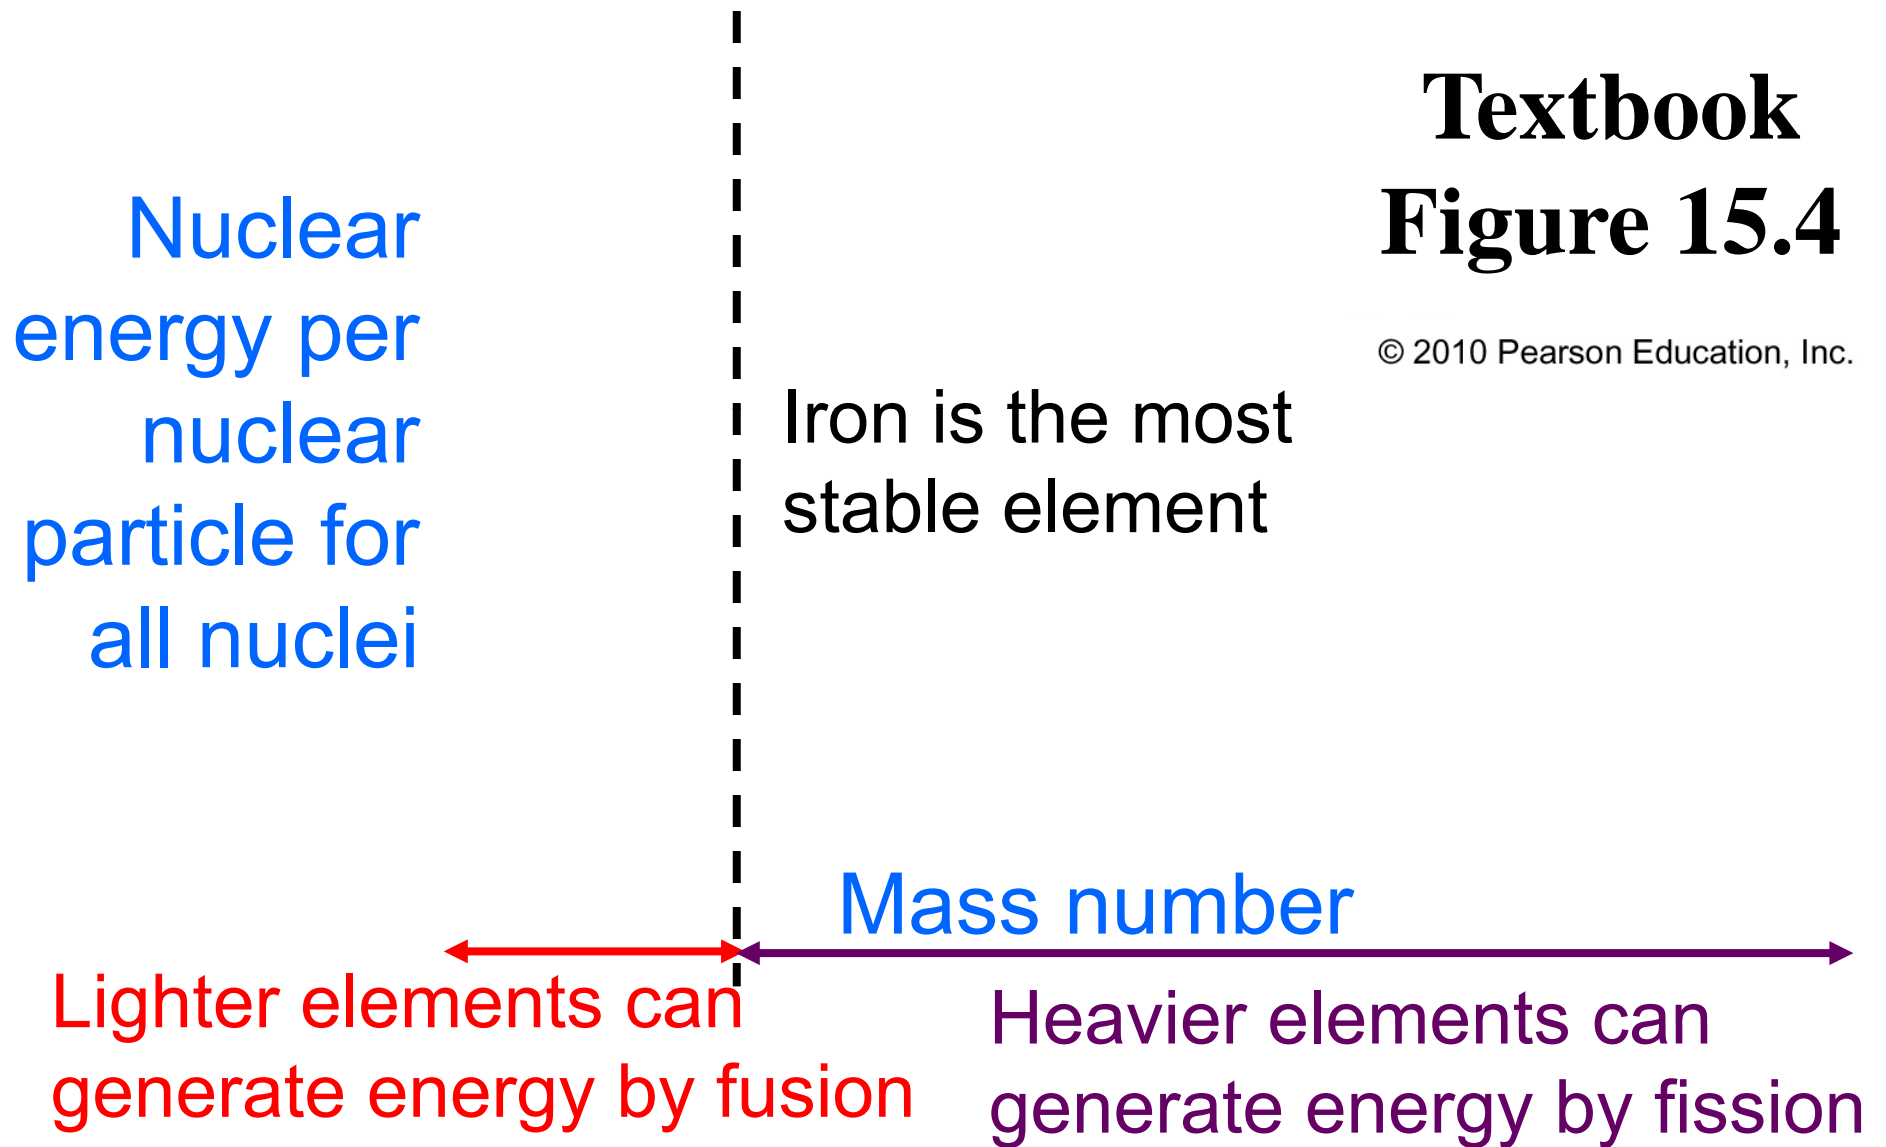 Textbook
Figure 15.4
© 2010 Pearson Education, Inc.
Nuclear
energy per
nuclear
particle for
all nuclei
Iron is the most
stable element
Mass number
Lighter elements can
generate energy by fusion
Heavier elements can
generate energy by fission